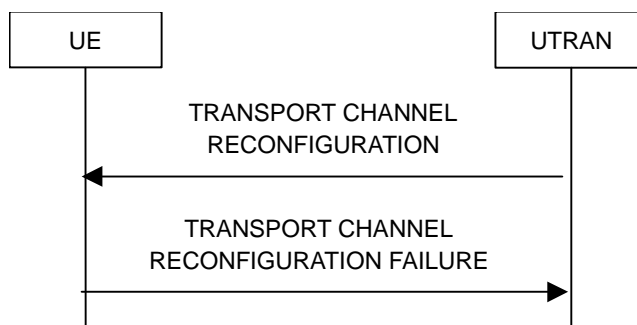 UE
UTRAN
TRANSPORT CHANNEL
RECONFIGURATION
TRANSPORT CHANNEL
RECONFIGURATION FAILURE